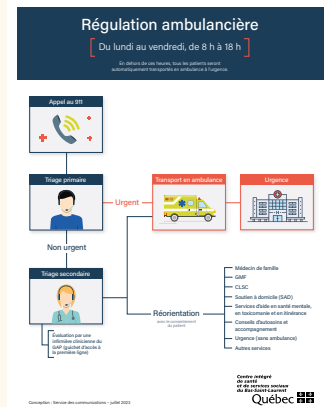 Régulation ambulancière
Du lundi au vendredi, de 8 h à 18 h
En dehors de ces heures, tous les patients seront
automatiquement transportés en ambulance à l'urgence.
Appel au 911
Triage primaire
Urgent
Transport en ambulance
Urgence
Non urgent
Triage secondaire
Évaluation par une
infirmière clinicienne du
GAP (guichet d'accès à
la première ligne)
Réorientation
avec le consentement
du patient
Médecin de famille
GMF
CLSC
Soutien à domicile (SAD)
Services d'aide en santé mentale,
en toxicomanie et en itinérance
Conseils d'autosoins et
accompagnement
Urgence (sans ambulance)
Autres services
Conception : Service des communications - juillet 2023
Centre intégré
de santé
et de services sociaux
du Bas-Saint-Laurent
Québec